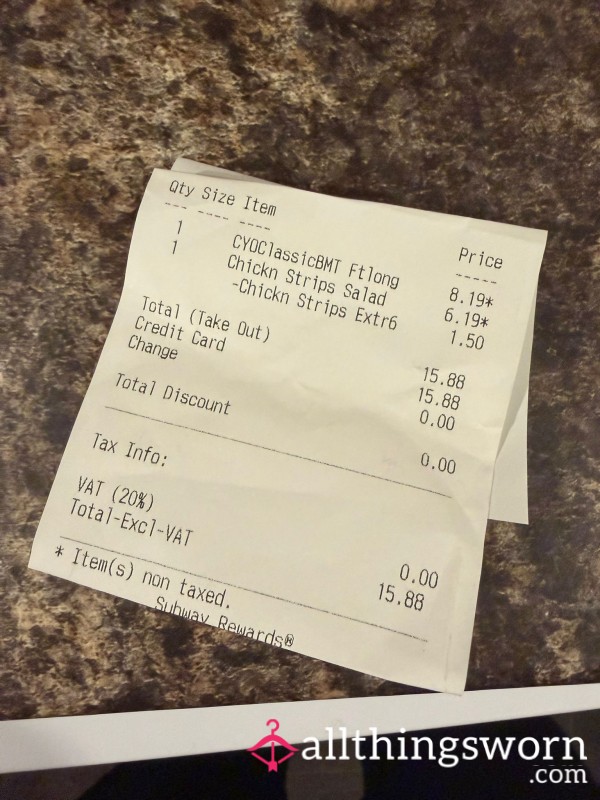 Qty Size Item Price
--- ---- ---- -----
1 CYOClassicBMT Ftlong 8.19*
1 Chickn Strips Salad 6.19*
-Chickn Strips Extr6 1.50
Total (Take Out) 15.88
Credit Card 15.88
Change 0.00
Total Discount 0.00
Tax Info:
VAT (20%) 0.00
Total-Excl-VAT 15.88
* Item(s) non taxed.
Subway Rewards®
allthingsworn
.com